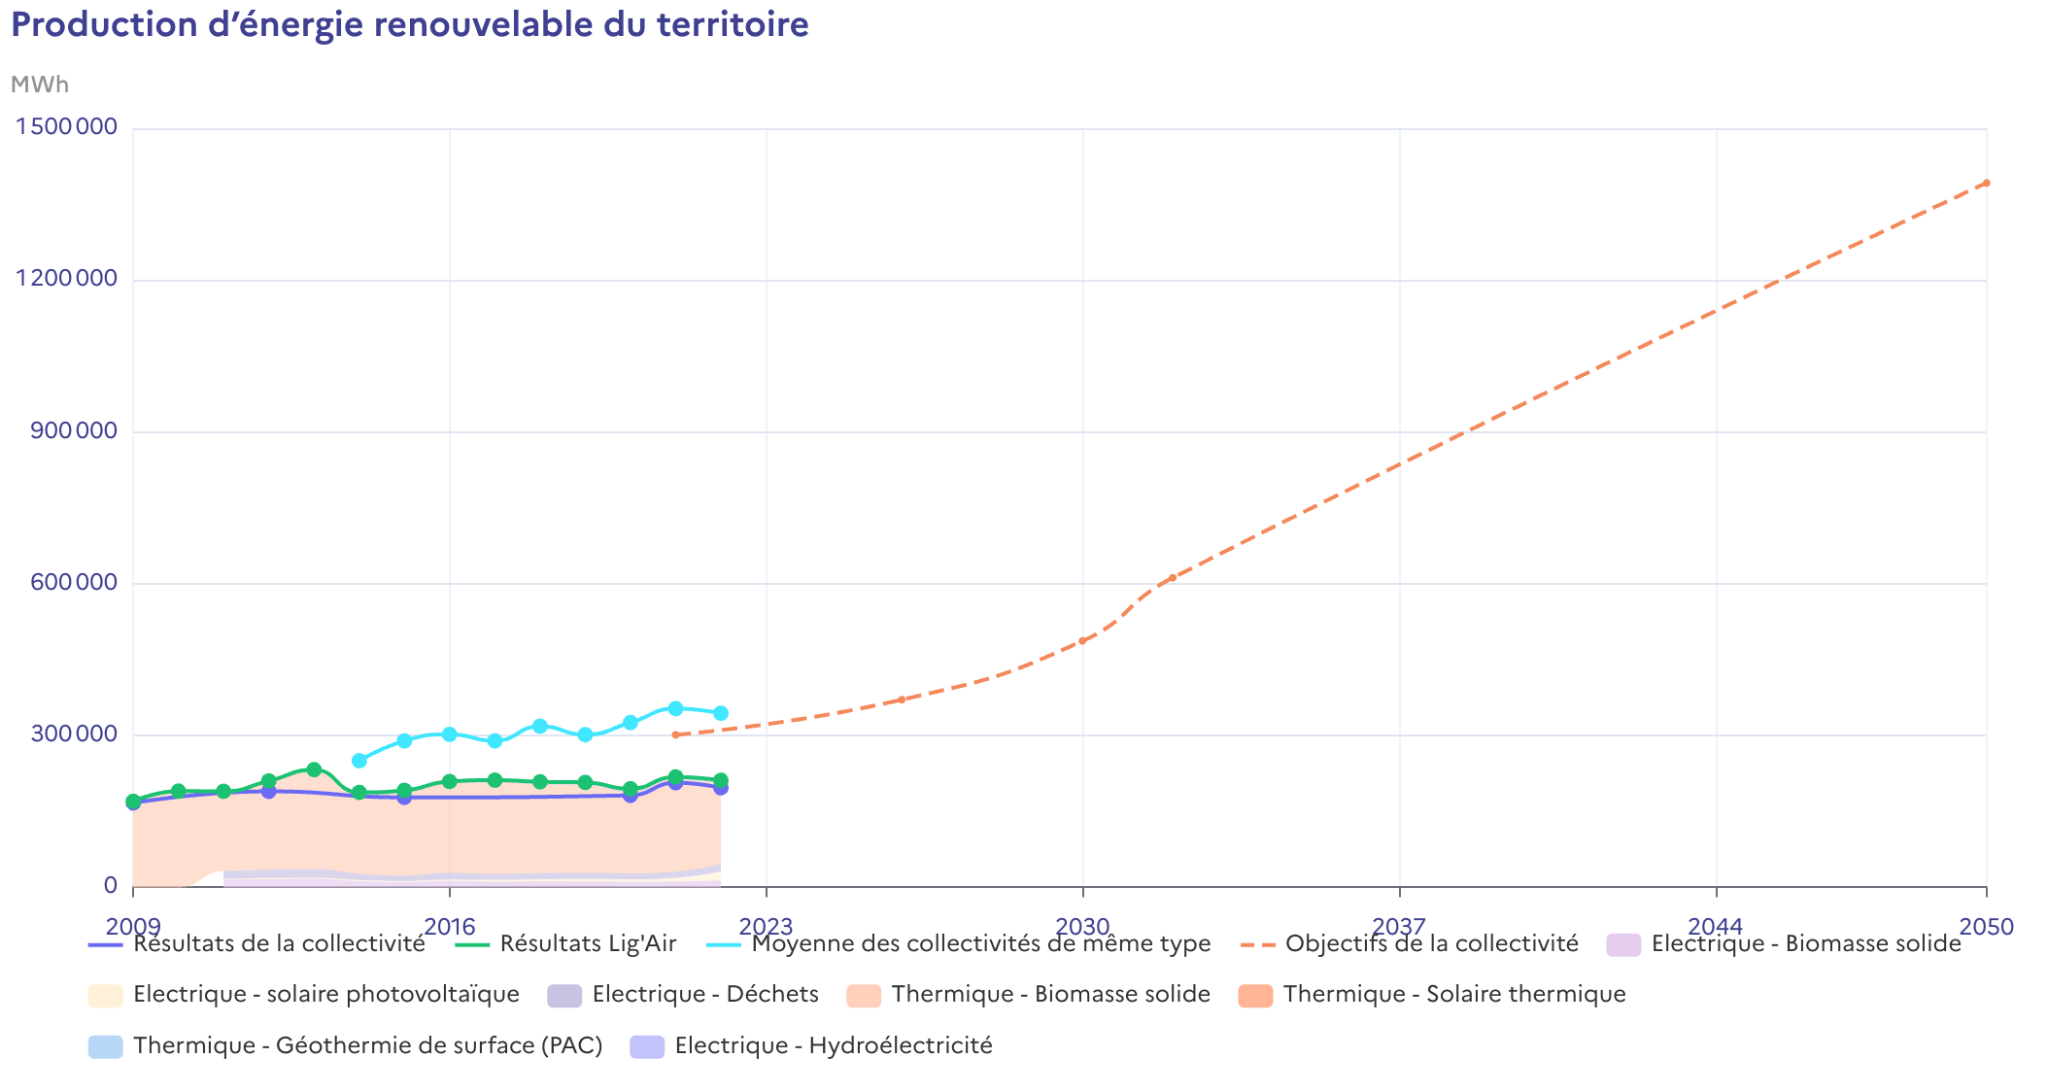 Production d’énergie renouvelable du territoire
MWh
1 500 000
1 200 000
900 000
600 000
300 000
0
2009 2016 2023 2030 2037 2044 2050
Résultats de la collectivité Résultats Lig'Air Moyenne des collectivités de même type Objectifs de la collectivité Electrique - Biomasse solide
Electrique - solaire photovoltaïque Electrique - Déchets Thermique - Biomasse solide Thermique - Solaire thermique
Thermique - Géothermie de surface (PAC) Electrique - Hydroélectricité